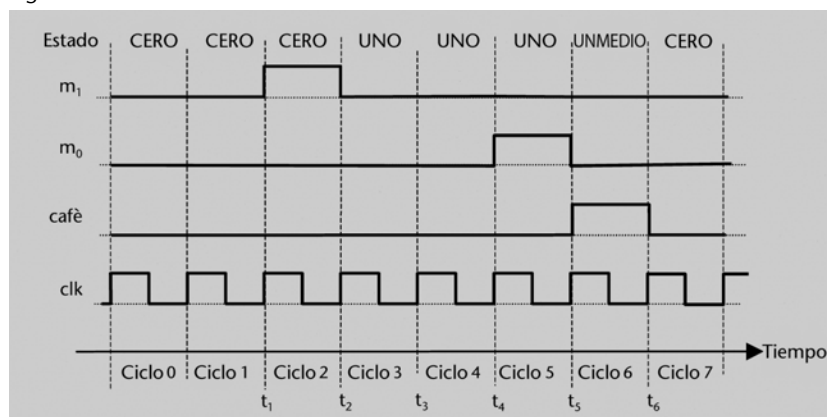 Estado CERO CERO CERO UNO UNO UNO UNMEDIO CERO
m1
m0
cafè
clk
Tiempo
Ciclo 0 Ciclo 1 Ciclo 2 Ciclo 3 Ciclo 4 Ciclo 5 Ciclo 6 Ciclo 7
t1 t2 t3 t4 t5 t6